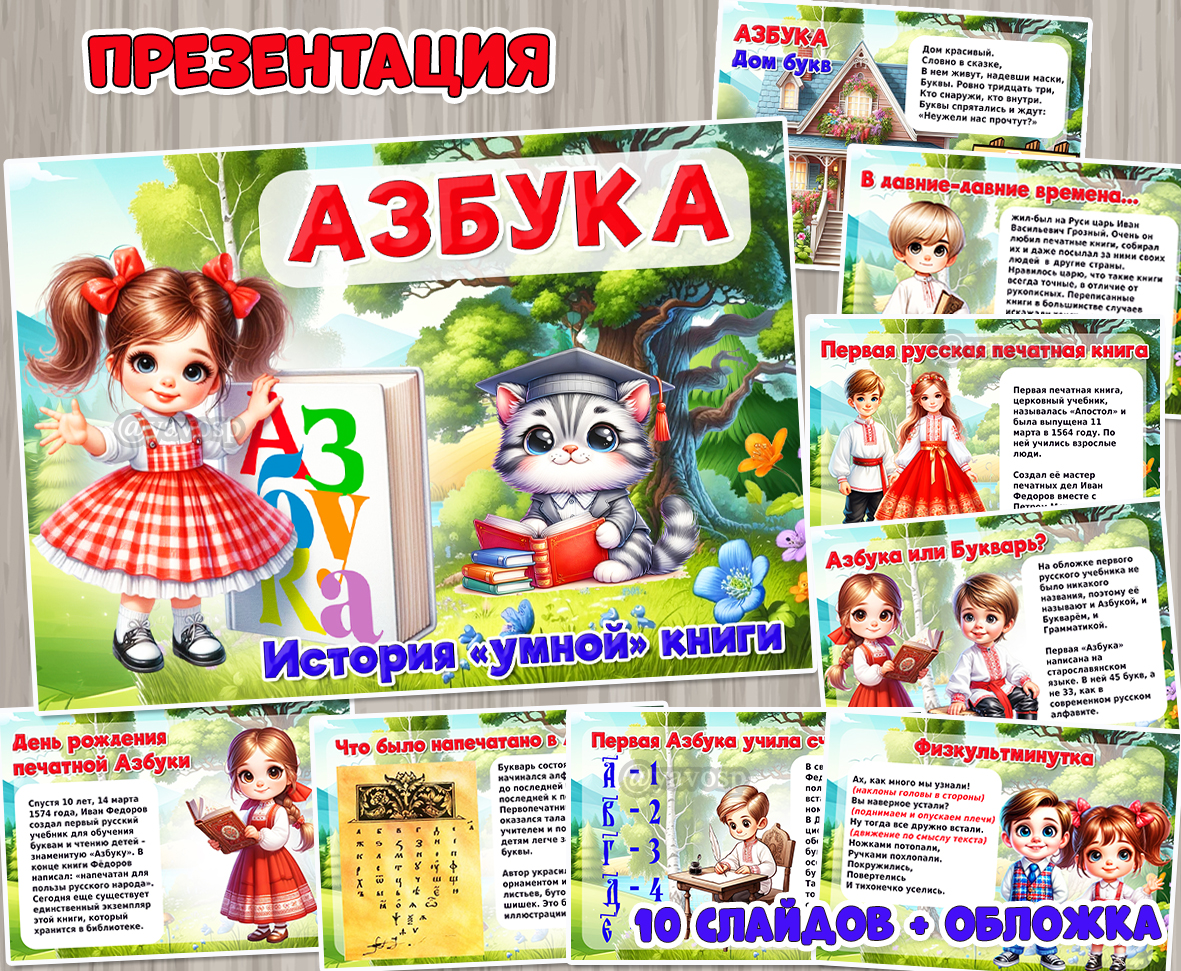 ПРЕЗЕНТАЦИЯ
АЗБУКА
Аз
бу
ка
История «умной» книги
@vavosp
АЗБУКА
Дом букв
Дом красивый.
Словно в сказке,
В нем живут, надевши маски,
Буквы. Ровно тридцать три,
Кто снаружи, кто внутри.
Буквы спрятались и ждут:
«Неужели нас прочтут?»
В давние-давние времена...
жил-был на Руси царь Иван
Васильевич Грозный. Очень он
любил печатные книги, собирал
их и даже посылал за ними своих
людей в другие страны.
Нравилось царю, что такие книги
всегда точные, в отличие от
рукописных. Переписанные
книги в большинстве случаев
Первая русская печатная книга
Первая печатная книга,
церковный учебник,
называлась «Апостол» и
была выпущена 11
марта в 1564 году. По
ней учились взрослые
люди.
Создал её мастер
печатных дел Иван
Федоров вместе с
Азбука или Букварь?
На обложке первого
русского учебника не
было никакого
названия, поэтому её
называют и Азбукой, и
Букварём, и
Грамматикой.
Первая «Азбука»
написана на
старославянском
языке. В ней 45 букв, а
не 33, как в
современном русском
алфавите.
День рождения
печатной Азбуки
Спустя 10 лет, 14 марта
1574 года, Иван Федоров
создал первый русский
учебник для обучения
буквам и чтению детей –
знаменитую «Азбуку». В
конце книги Фёдоров
написал: «напечатан для
пользы русского народа».
Сегодня еще существует
единственный экземпляр
этой книги, который
хранится в библиотеке.
Что было напечатано в
Букварь состо
начинался алф
до последней
последней к п
Первопечатни
оказался тала
учителем и по
детям легче з
буквы.
Автор украси
орнаментом и
листьев, буто
шишек. Это б
иллюстрации
Первая Азбука учила сч
А - 1
В - 2
Г - 3
Д - 4
Є
@vavosp
Физкультминутка
Ах, как много мы узнали!
(наклоны головы в стороны)
Вы наверное устали?
(поднимаем и опускаем плечи)
Ну тогда все дружно встали.
(движение по смыслу текста)
Ножками потопали,
Ручками похлопали.
Покружились,
Повертелись
И тихонечко уселись.
10 СЛАЙДОВ + ОБЛОЖКА